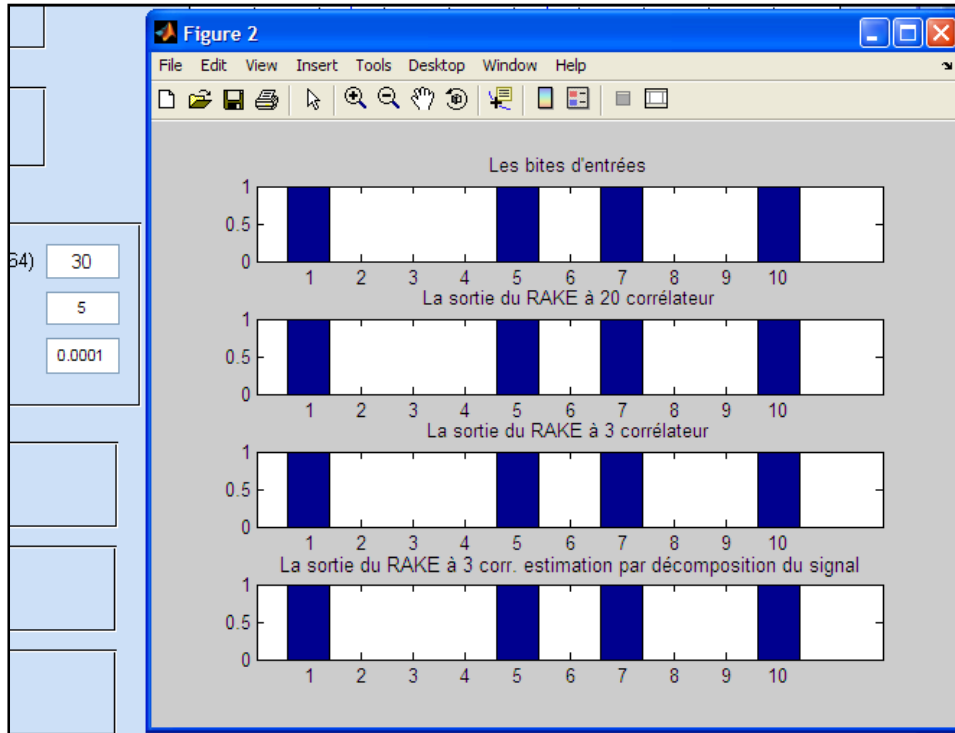 Figure 2
File Edit View Insert Tools Desktop Window Help
64) 30
5
0.0001
Les bites d'entrées
1
0.5
0
1 2 3 4 5 6 7 8 9 10
La sortie du RAKE à 20 corrélateur
1
0.5
0
1 2 3 4 5 6 7 8 9 10
La sortie du RAKE à 3 corrélateur
1
0.5
0
1 2 3 4 5 6 7 8 9 10
La sortie du RAKE à 3 corr. estimation par décomposition du signal
1
0.5
0
1 2 3 4 5 6 7 8 9 10